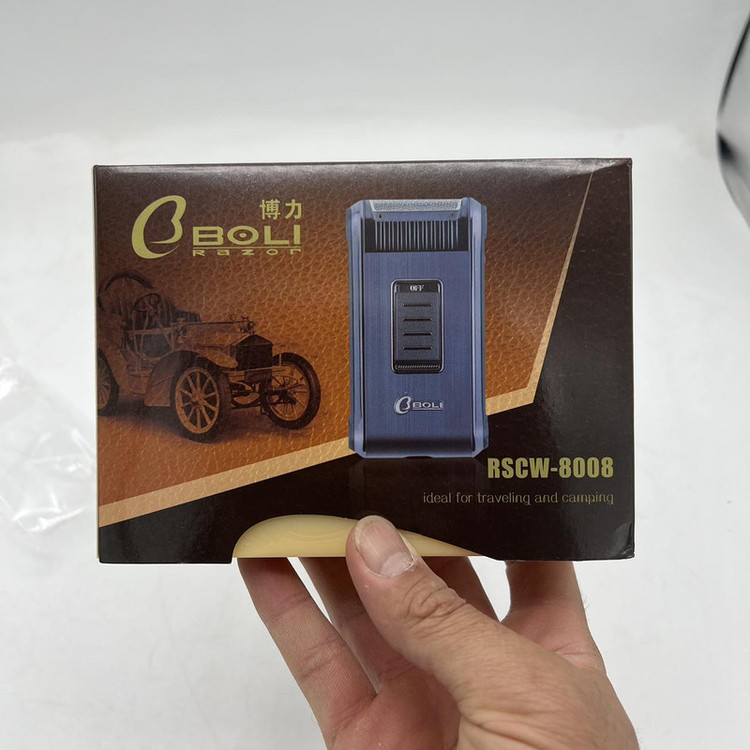 博力
BOLI
Razor
OFF
BOLI
RSCW-8008
ideal for traveling and camping